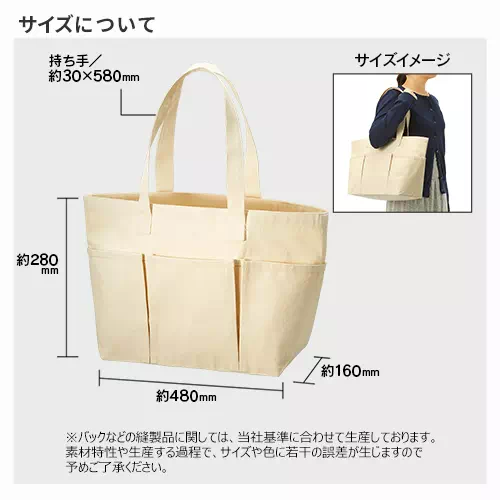 サイズについて
持ち手/
約30×580mm
サイズイメージ
約280
mm
約160mm
約480mm
※バックなどの縫製品に関しては、当社基準に合わせて生産しております。
素材特性や生産する過程で、サイズや色に若干の誤差が生じますので
予めご了承ください。